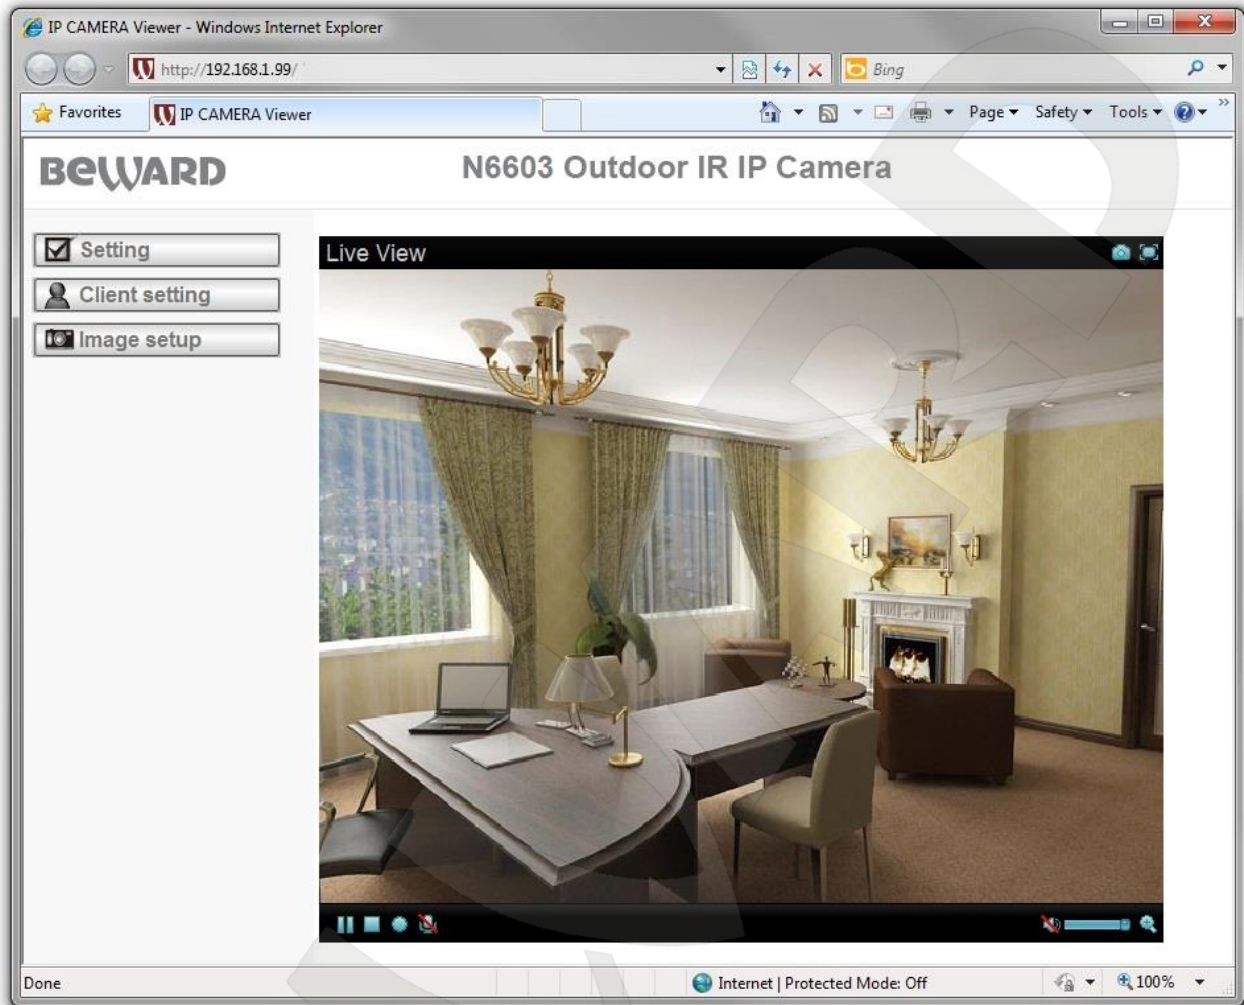 IP CAMERA Viewer - Windows Internet Explorer
http://192.168.1.99/
Bing
Favorites
IP CAMERA Viewer
Page
Safety
Tools
BEWARD
N6603 Outdoor IR IP Camera
Setting
Client setting
Image setup
Live View
Done
Internet | Protected Mode: Off
100%